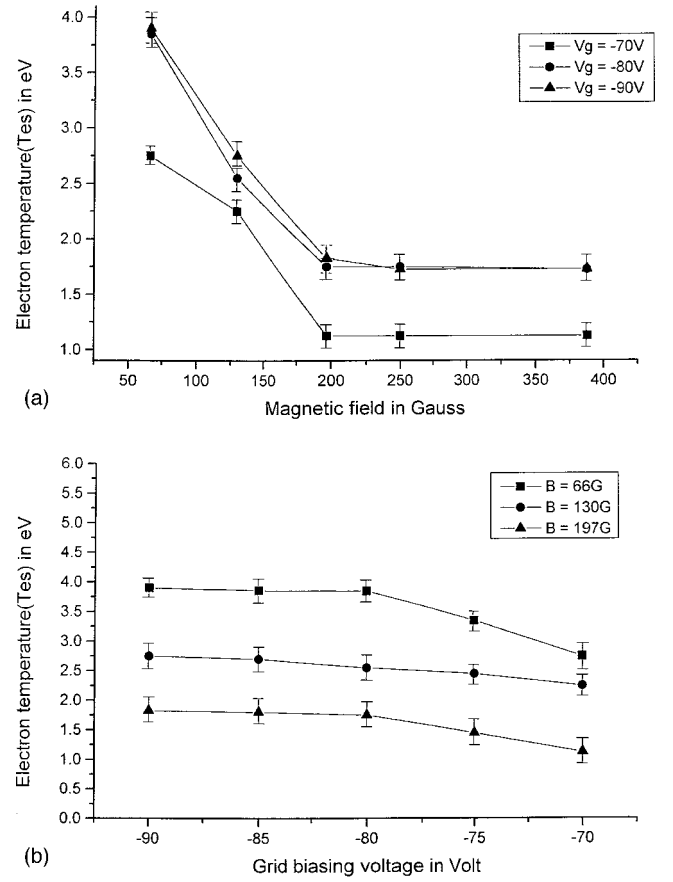 4.0
3.5
3.0
2.5
2.0
1.5
1.0
Electron temperature(Tes) in eV
Vg = -70V
Vg = -80V
Vg = -90V
50 100 150 200 250 300 350 400
Magnetic field in Gauss
(a)
6.0
5.5
5.0
4.5
4.0
3.5
3.0
2.5
2.0
1.5
1.0
0.5
0.0
Electron temperature(Tes) in eV
B = 66G
B = 130G
B = 197G
-90 -85 -80 -75 -70
Grid biasing voltage in Volt
(b)